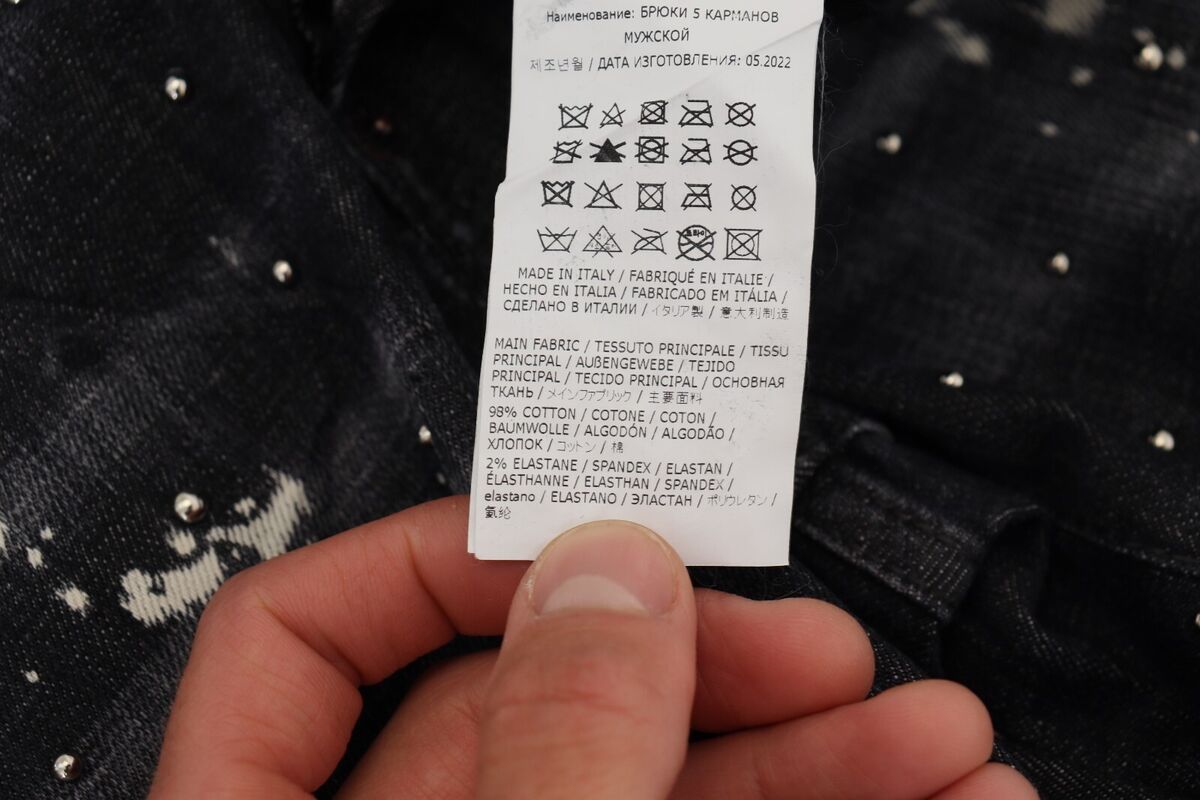 Наименование: БРЮКИ 5 КАРМАНОВ
МУЖСКОЙ
제조년월 / ДАТА ИЗГОТОВЛЕНИЯ: 05.2022
MADE IN ITALY / FABRIQUÉ EN ITALIE /
HECHO EN ITALIA / FABRICADO EM ITÁLIA /
СДЕЛАНО В ИТАЛИИ / イタリア製 / 意大利制造
MAIN FABRIC / TESSUTO PRINCIPALE / TISSU
PRINCIPAL / AUßENGEWEBE / TEJIDO
PRINCIPAL / TECIDO PRINCIPAL / ОСНОВНАЯ
ТКАНЬ / メインファブリック / 主要面料
98% COTTON / COTONE / COTON /
BAUMWOLLE / ALGODÓN / ALGODÃO /
ХЛОПОК / コットン / 棉
2% ELASTANE / SPANDEX / ELASTAN /
ÉLASTHANNE / ELASTHAN / SPANDEX /
elastano / ELASTANO / ЭЛАСТАН / ポリウレタン /
氨纶